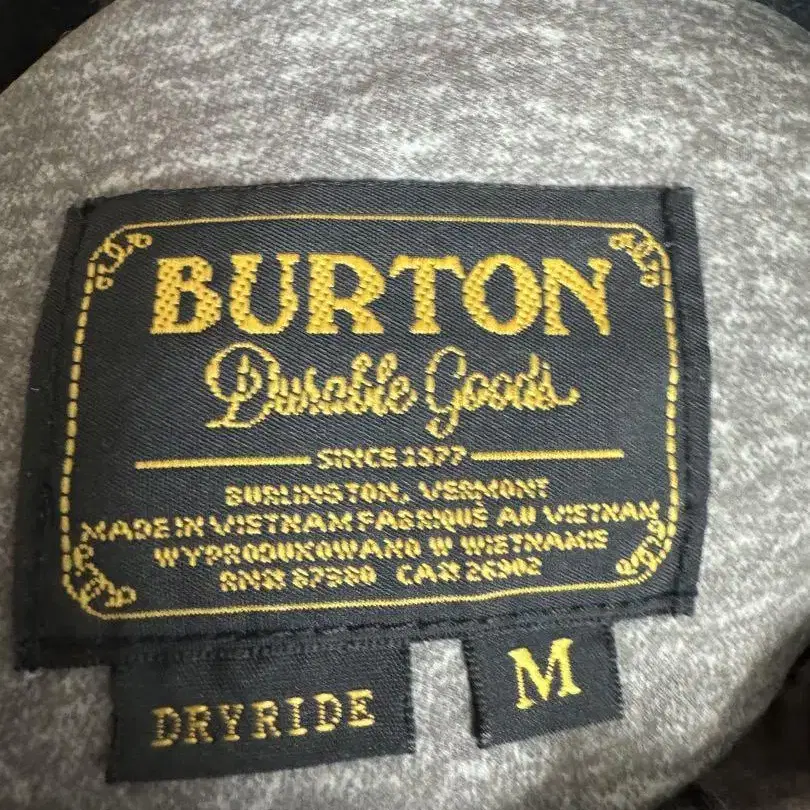 BURTON
Durable Goods
SINCE 1977
BURLINGTON, VERMONT
MADE IN VIETNAM FABRIQUÉ AU VIETNAM
WYPRODUKOWANO W WIETNAMIE
RN# 87380 CA# 26902
DRYRIDE M